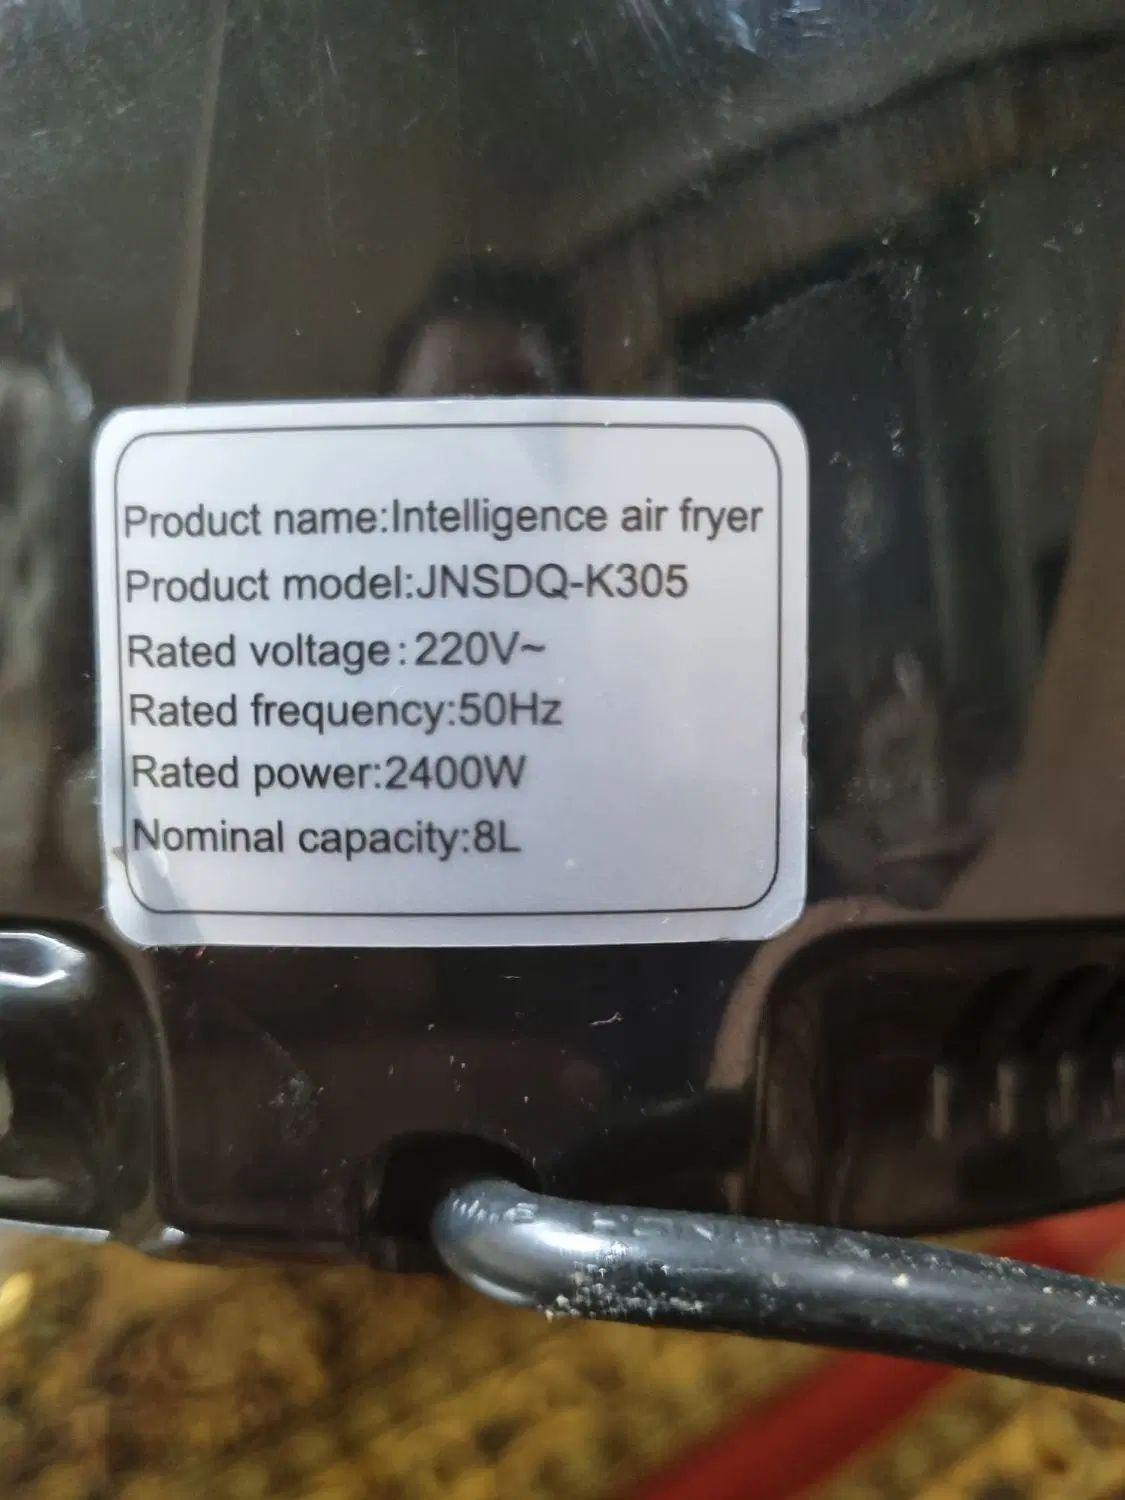 Product name:Intelligence air fryer
Product model:JNSDQ-K305
Rated voltage:220V~
Rated frequency:50Hz
Rated power:2400W
Nominal capacity:8L